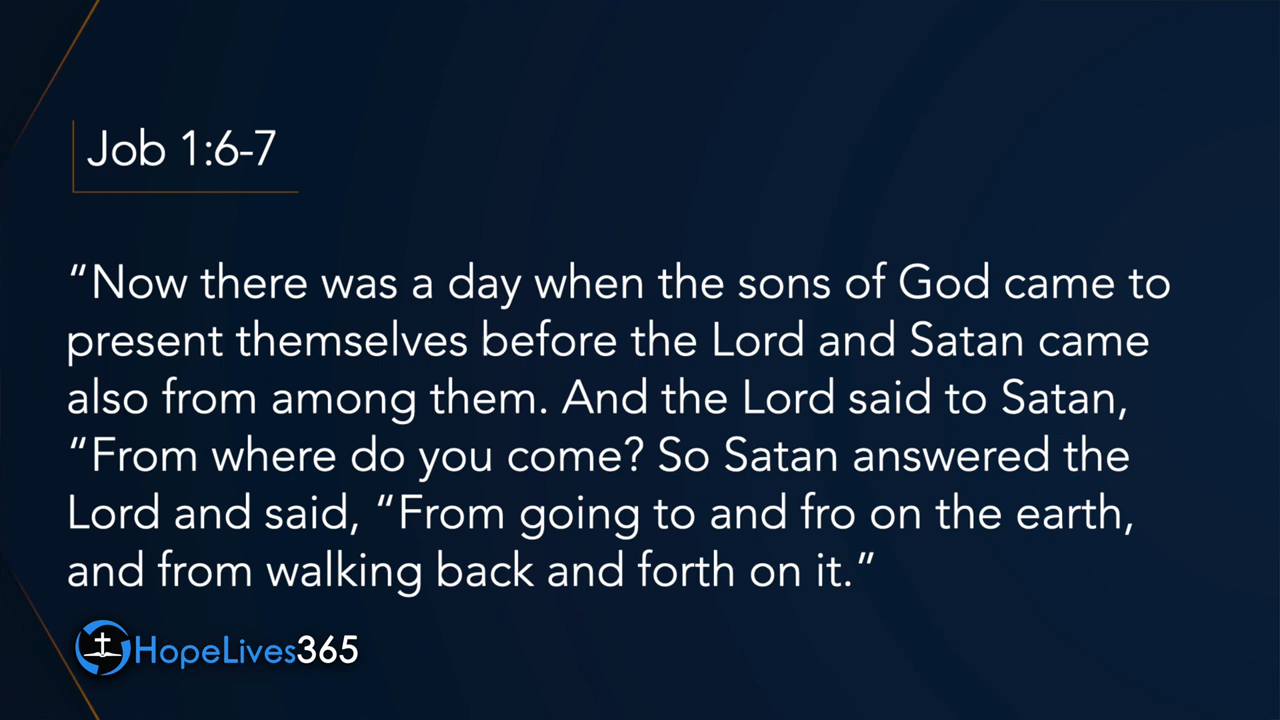 Job 1:6-7
“Now there was a day when the sons of God came to
present themselves before the Lord and Satan came
also from among them. And the Lord said to Satan,
“From where do you come? So Satan answered the
Lord and said, “From going to and fro on the earth,
and from walking back and forth on it.”
HopeLives365